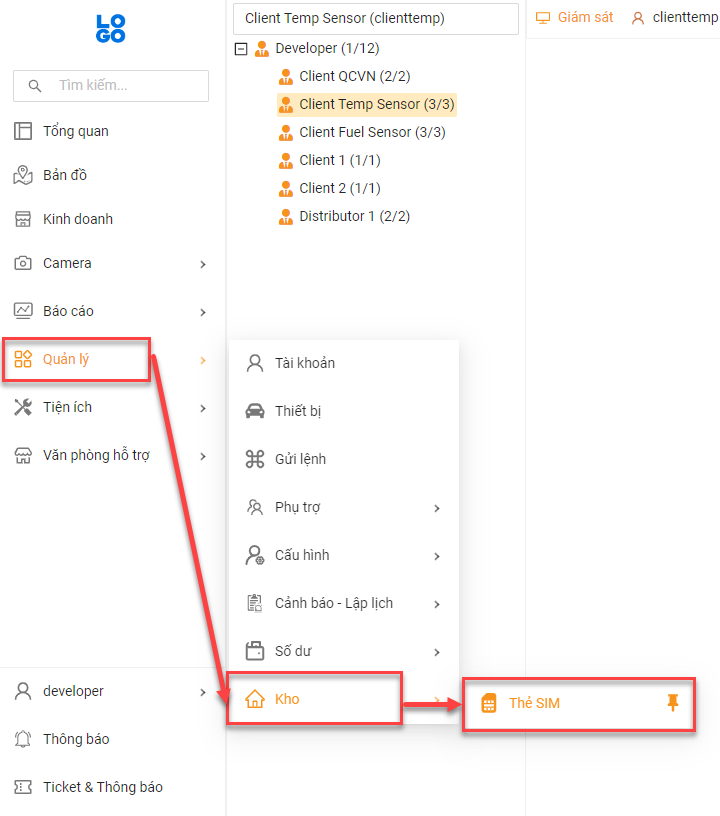 LO
GO
Tìm kiếm...
Tổng quan
Bản đồ
Kinh doanh
Camera
Báo cáo
Quản lý
Tiện ích
Văn phòng hỗ trợ
developer
Thông báo
Ticket & Thông báo
Client Temp Sensor (clienttemp)
Developer (1/12)
Client QCVN (2/2)
Client Temp Sensor (3/3)
Client Fuel Sensor (3/3)
Client 1 (1/1)
Client 2 (1/1)
Distributor 1 (2/2)
Tài khoản
Thiết bị
Gửi lệnh
Phụ trợ
Cấu hình
Cảnh báo - Lập lịch
Số dư
Kho
Thẻ SIM
Giám sát
clienttemp